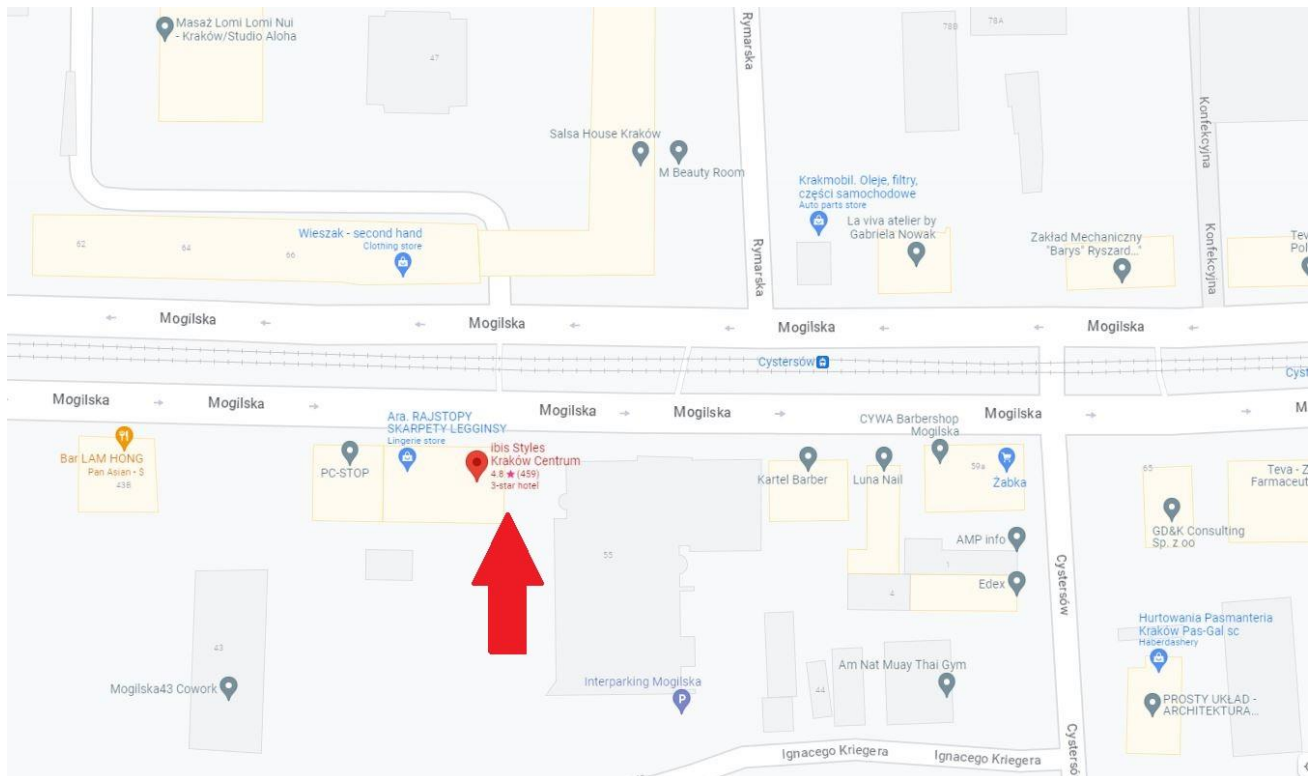 Masaż Lomi Lomi Nui
- Kraków/Studio Aloha
47
Rymarska
78B
78A
Konfekcyjna
Salsa House Kraków
M Beauty Room
Krakmobil. Oleje, filtry,
części samochodowe
Auto parts store
La viva atelier by
Gabriela Nowak
Zakład Mechaniczny
"Barys" Ryszard..."
Konfekcyjna
Tev
Pol
62
64
66
Wieszak - second hand
Clothing store
Rymarska
Mogilska
Mogilska
Mogilska
Mogilska
Cystersów
Cyst
Mogilska
Mogilska
Mogilska
Mogilska
Mogilska
M
Ara. RAJSTOPY
SKARPETY LEGGINSY
Lingerie store
CYWA Barbershop
Mogilska
Bar LAM HONG
Pan Asian - $
43B
PC-STOP
ibis Styles
Kraków Centrum
4.8 ★ (459)
3-star hotel
Kartel Barber
Luna Nail
59a
Żabka
65
Teva - Z
Farmaceut
GD&K Consulting
Sp. z oo
55
AMP info
1
Edex
4
Cystersów
43
Mogilska43 Cowork
Interparking Mogilska
P
Am Nat Muay Thai Gym
44
Hurtowania Pasmanteria
Kraków Pas-Gal sc
Haberdashery
PROSTY UKŁAD -
ARCHITEKTURA...
Ignacego Kriegera
Ignacego Kriegera
Cystersó